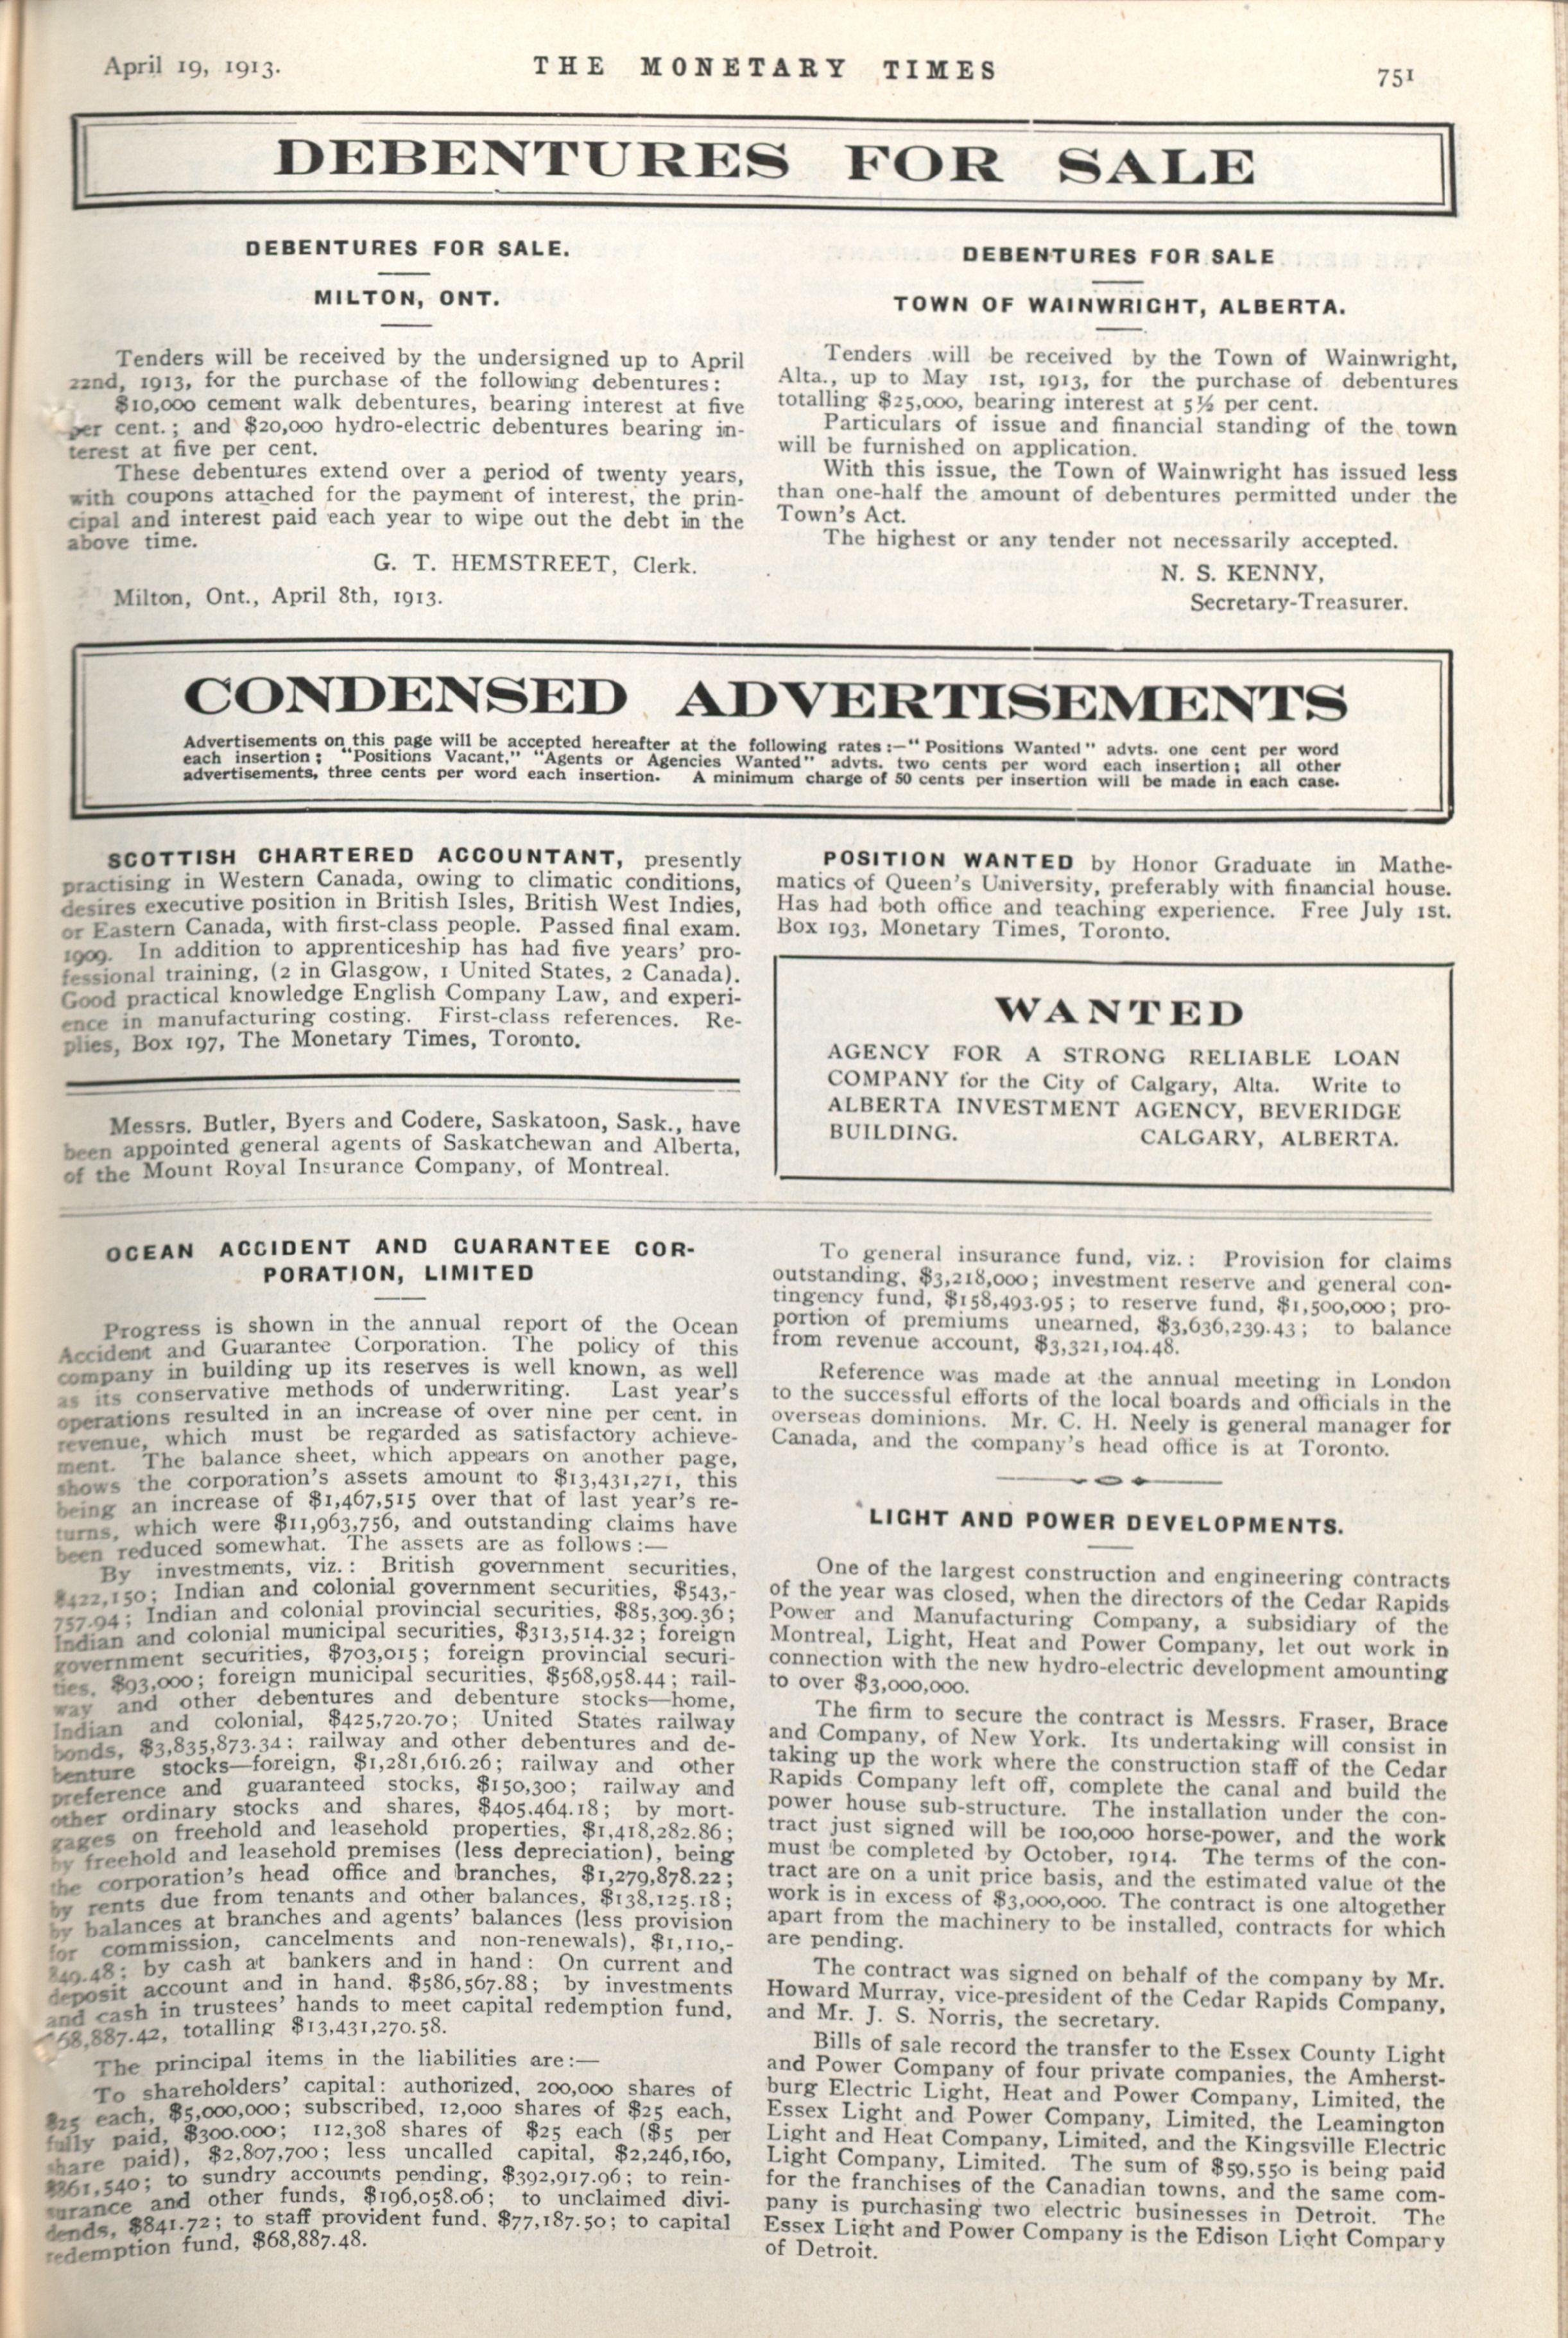 April 19, 1913.
THE MONETARY TIMES
751
DEBENTURES FOR SALE
DEBENTURES FOR SALE.
MILTON, ONT.
Tenders will be received by the undersigned up to April
22nd, 1913, for the purchase of the following debentures:
$10,000 cement walk debentures, bearing interest at five
per cent.; and $20,000 hydro-electric debentures bearing in-
terest at five per cent.
These debentures extend over a period of twenty years,
with coupons attached for the payment of interest, the prin-
cipal and interest paid each year to wipe out the debt in the
above time.
G. T. HEMSTREET, Clerk.
Milton, Ont., April 8th, 1913.
DEBENTURES FOR SALE
TOWN OF WAINWRIGHT, ALBERTA.
Tenders will be received by the Town of Wainwright,
Alta., up to May 1st, 1913, for the purchase of debentures
totalling $25,000, bearing interest at 5½ per cent.
Particulars of issue and financial standing of the town
will be furnished on application.
With this issue, the Town of Wainwright has issued less
than one-half the amount of debentures permitted under the
Town's Act.
The highest or any tender not necessarily accepted.
N. S. KENNY,
Secretary-Treasurer.
CONDENSED ADVERTISEMENTS
Advertisements on this page will be accepted hereafter at the following rates:—"Positions Wanted" advts. one cent per word
each insertion; "Positions Vacant," "Agents or Agencies Wanted" advts. two cents per word each insertion; all other
advertisements, three cents per word each insertion. A minimum charge of 50 cents per insertion will be made in each case.
SCOTTISH CHARTERED ACCOUNTANT, presently
practising in Western Canada, owing to climatic conditions,
desires executive position in British Isles, British West Indies,
or Eastern Canada, with first-class people. Passed final exam.
1909. In addition to apprenticeship has had five years' pro-
fessional training, (2 in Glasgow, 1 United States, 2 Canada).
Good practical knowledge English Company Law, and experi-
ence in manufacturing costing. First-class references. Re-
plies, Box 197, The Monetary Times, Toronto.
Messrs. Butler, Byers and Codere, Saskatoon, Sask., have
been appointed general agents of Saskatchewan and Alberta,
of the Mount Royal Insurance Company, of Montreal.
POSITION WANTED by Honor Graduate in Mathe-
matics of Queen's University, preferably with financial house.
Has had both office and teaching experience. Free July 1st.
Box 193, Monetary Times, Toronto.
WANTED
AGENCY FOR A STRONG RELIABLE LOAN
COMPANY for the City of Calgary, Alta. Write to
ALBERTA INVESTMENT AGENCY, BEVERIDGE
BUILDING. CALGARY, ALBERTA.
OCEAN ACCIDENT AND GUARANTEE COR-
PORATION, LIMITED
Progress is shown in the annual report of the Ocean
Accident and Guarantee Corporation. The policy of this
company in building up its reserves is well known, as well
as its conservative methods of underwriting. Last year's
operations resulted in an increase of over nine per cent. in
revenue, which must be regarded as satisfactory achieve-
ment. The balance sheet, which appears on another page,
shows the corporation's assets amount to $13,431,271, this
being an increase of $1,467,515 over that of last year's re-
turns, which were $11,963,756, and outstanding claims have
been reduced somewhat. The assets are as follows:—
By investments, viz.: British government securities,
$422,150; Indian and colonial government securities, $543,-
757.94; Indian and colonial provincial securities, $85,309.36;
Indian and colonial municipal securities, $313,514.32; foreign
government securities, $703,015; foreign provincial securi-
ties, $93,000; foreign municipal securities, $568,958.44; rail-
way and other debentures and debenture stocks—home,
Indian and colonial, $425,720.70; United States railway
bonds, $3,835,873.34; railway and other debentures and de-
benture stocks—foreign, $1,281,616.26; railway and other
preference and guaranteed stocks, $150,300; railway and
other ordinary stocks and shares, $405,464.18; by mort-
gages on freehold and leasehold properties, $1,418,282.86;
by freehold and leasehold premises (less depreciation), being
the corporation's head office and branches, $1,279,878.22;
by rents due from tenants and other balances, $138,125.18;
by balances at branches and agents' balances (less provision
for commission, cancelments and non-renewals), $1,110,-
849.48; by cash at bankers and in hand: On current and
deposit account and in hand, $586,567.88; by investments
and cash in trustees' hands to meet capital redemption fund,
$68,887.42, totalling $13,431,270.58.
The principal items in the liabilities are:—
To shareholders' capital: authorized, 200,000 shares of
$25 each, $5,000,000; subscribed, 12,000 shares of $25 each,
fully paid, $300,000; 112,308 shares of $25 each ($5 per
share paid), $2,807,700; less uncalled capital, $2,246,160,
$861,540; to sundry accounts pending, $392,917.96; to rein-
surance and other funds, $196,058.06; to unclaimed divi-
dends, $841.72; to staff provident fund, $77,187.50; to capital
redemption fund, $68,887.48.
To general insurance fund, viz.: Provision for claims
outstanding, $3,218,000; investment reserve and general con-
tingency fund, $158,493.95; to reserve fund, $1,500,000; pro-
portion of premiums unearned, $3,636,239.43; to balance
from revenue account, $3,321,104.48.
Reference was made at the annual meeting in London
to the successful efforts of the local boards and officials in the
overseas dominions. Mr. C. H. Neely is general manager for
Canada, and the company's head office is at Toronto.
LIGHT AND POWER DEVELOPMENTS.
One of the largest construction and engineering contracts
of the year was closed, when the directors of the Cedar Rapids
Power and Manufacturing Company, a subsidiary of the
Montreal, Light, Heat and Power Company, let out work in
connection with the new hydro-electric development amounting
to over $3,000,000.
The firm to secure the contract is Messrs. Fraser, Brace
and Company, of New York. Its undertaking will consist in
taking up the work where the construction staff of the Cedar
Rapids Company left off, complete the canal and build the
power house sub-structure. The installation under the con-
tract just signed will be 100,000 horse-power, and the work
must be completed by October, 1914. The terms of the con-
tract are on a unit price basis, and the estimated value of the
work is in excess of $3,000,000. The contract is one altogether
apart from the machinery to be installed, contracts for which
are pending.
The contract was signed on behalf of the company by Mr.
Howard Murray, vice-president of the Cedar Rapids Company,
and Mr. J. S. Norris, the secretary.
Bills of sale record the transfer to the Essex County Light
and Power Company of four private companies, the Amherst-
burg Electric Light, Heat and Power Company, Limited, the
Essex Light and Power Company, Limited, the Leamington
Light and Heat Company, Limited, and the Kingsville Electric
Light Company, Limited. The sum of $59,550 is being paid
for the franchises of the Canadian towns, and the same com-
pany is purchasing two electric businesses in Detroit. The
Essex Light and Power Company is the Edison Light Company
of Detroit.